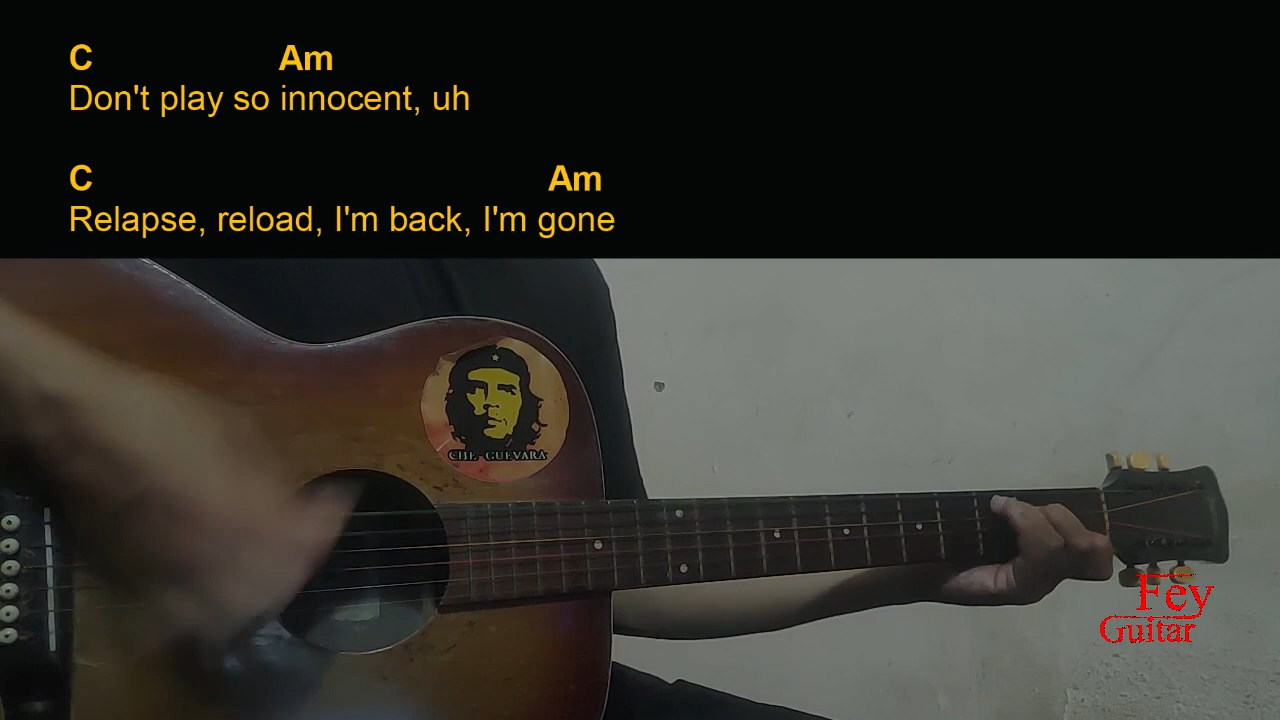 C Am
Don't play so innocent, uh
C Am
Relapse, reload, I'm back, I'm gone
CHE GUEVARA
Fey
Guitar